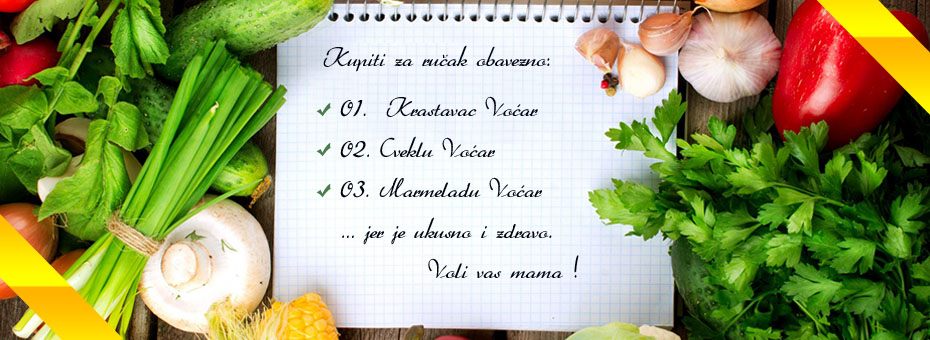 Kupiti za ručak obavezno:
01. Krastavac Voćar
02. Cveklu Voćar
03. Marmeladu Voćar
... jer je ukusno i zdravo.
Voli vas mama !